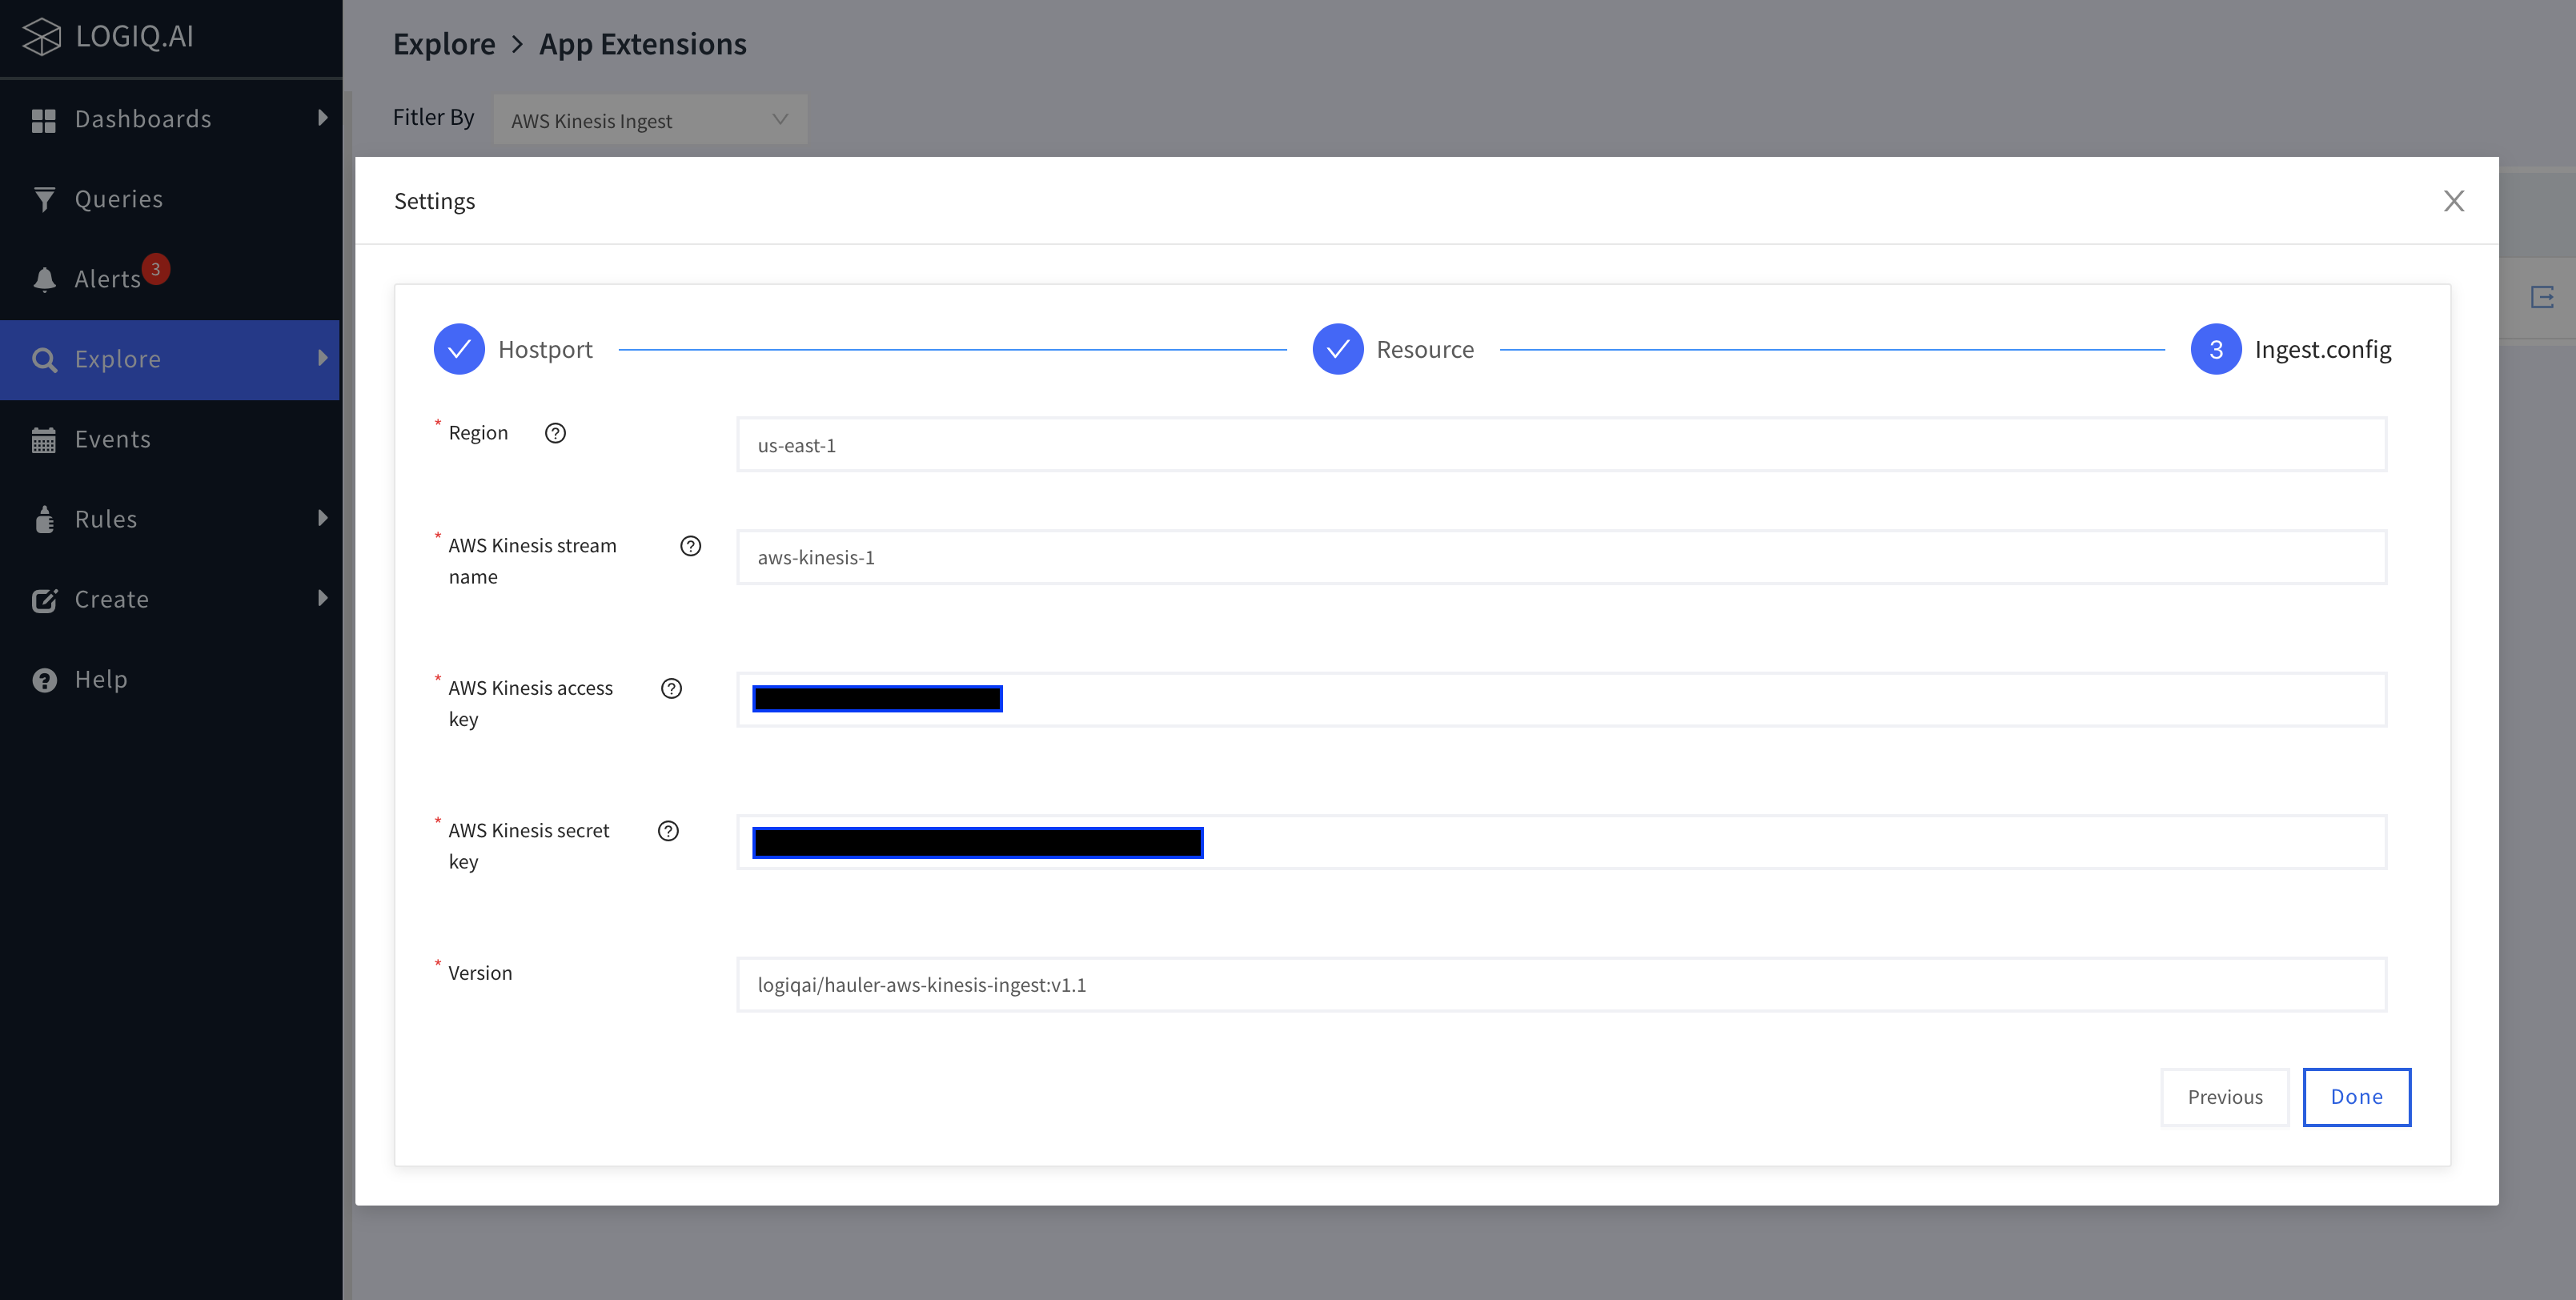 LOGIQ.AI
Dashboards
Queries
Alerts 3
Explore
Events
Rules
Create
Help
Explore > App Extensions
Fitler By AWS Kinesis Ingest
Settings
Hostport
Resource
3 Ingest.config
* Region ? us-east-1
* AWS Kinesis stream ? aws-kinesis-1
name
* AWS Kinesis access ?
key
* AWS Kinesis secret ?
key
* Version logiqai/hauler-aws-kinesis-ingest:v1.1
Previous Done